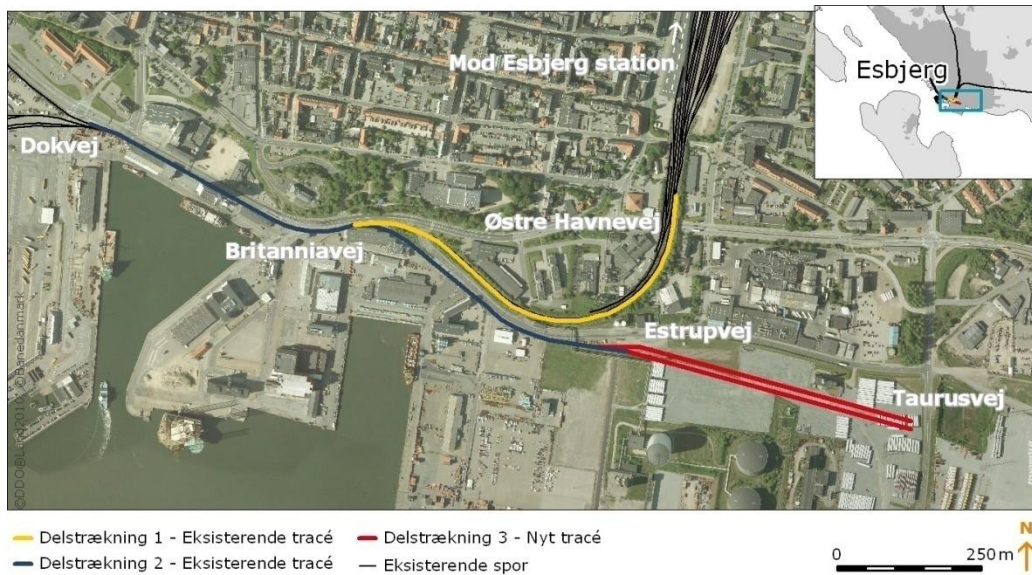 Mod Esbjerg station
Esbjerg
Dokvej
Østre Havnevej
Britanniavej
Estrupvej
Taurusvej
Delstrækning 1 - Eksisterende tracé
Delstrækning 2 - Eksisterende tracé
Delstrækning 3 - Nyt tracé
Eksisterende spor
0 250 m
N